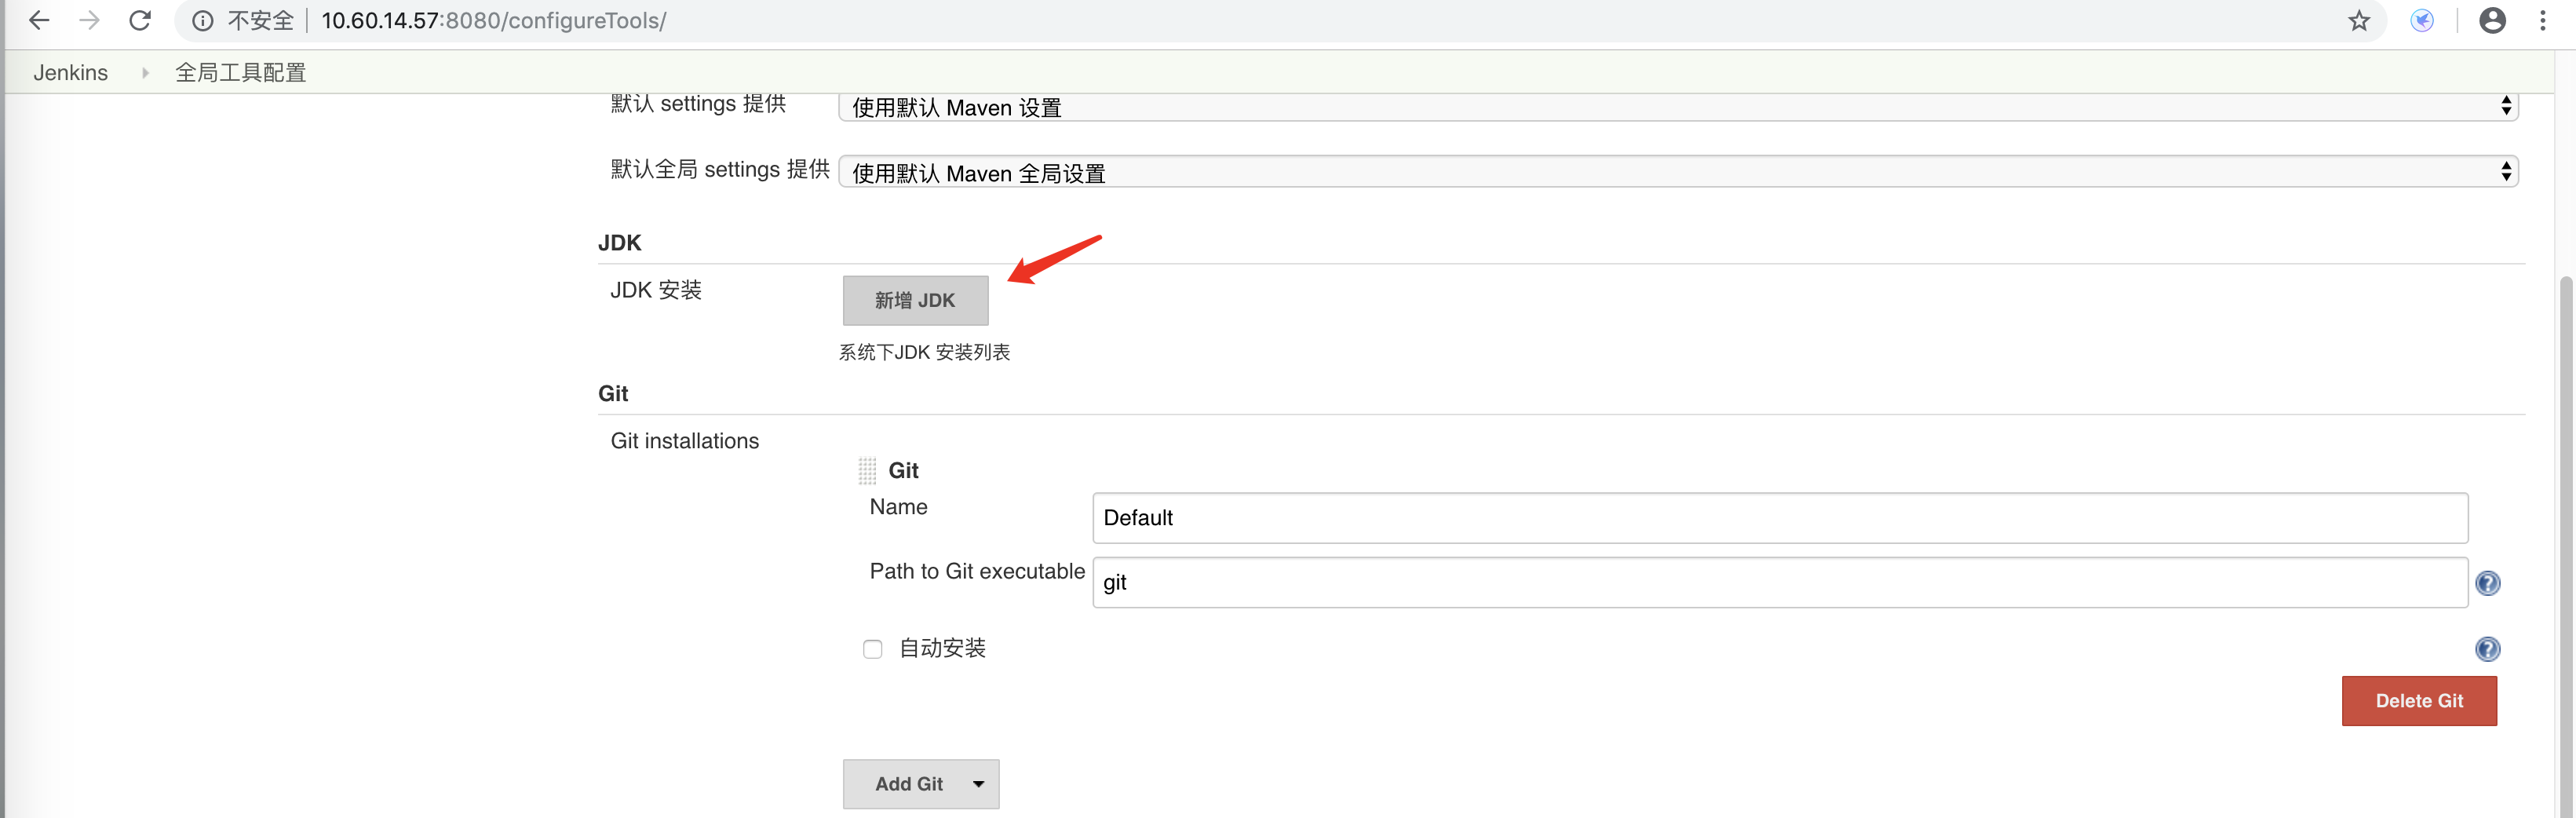 不安全 10.60.14.57:8080/configureTools/
Jenkins 全局工具配置
默认 settings 提供 使用默认 Maven 设置
默认全局 settings 提供 使用默认 Maven 全局设置
JDK
JDK 安装 新增 JDK
系统下JDK 安装列表
Git
Git installations
Git
Name Default
Path to Git executable git
自动安装
Delete Git
Add Git